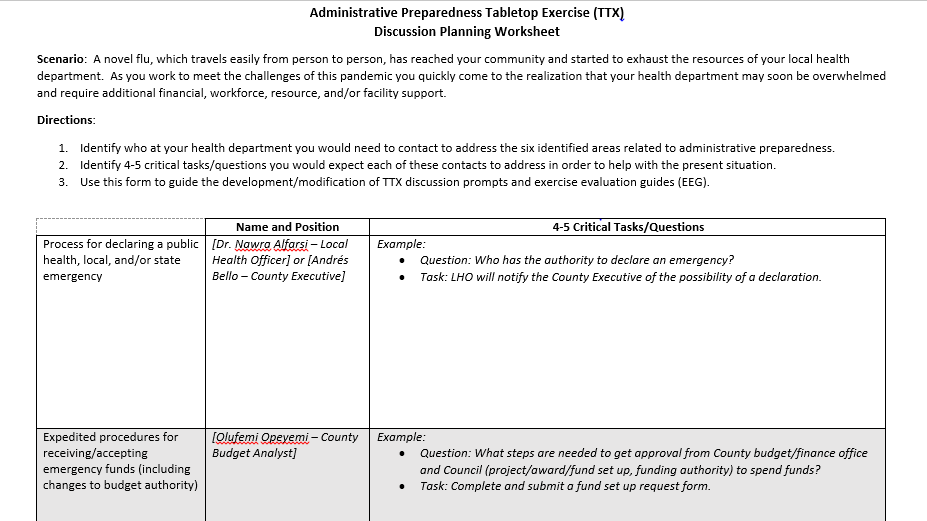 Administrative Preparedness Tabletop Exercise (TTX)
Discussion Planning Worksheet
Scenario: A novel flu, which travels easily from person to person, has reached your community and started to exhaust the resources of your local health
department. As you work to meet the challenges of this pandemic you quickly come to the realization that your health department may soon be overwhelmed
and require additional financial, workforce, resource, and/or facility support.
Directions:
1. Identify who at your health department you would need to contact to address the six identified areas related to administrative preparedness.
2. Identify 4-5 critical tasks/questions you would expect each of these contacts to address in order to help with the present situation.
3. Use this form to guide the development/modification of TTX discussion prompts and exercise evaluation guides (EEG).
Name and Position
4-5 Critical Tasks/Questions
Process for declaring a public
health, local, and/or state
emergency
[Dr. Nawra Alfarsi – Local
Health Officer] or [Andrés
Bello – County Executive]
Example:
• Question: Who has the authority to declare an emergency?
• Task: LHO will notify the County Executive of the possibility of a declaration.
Expedited procedures for
receiving/accepting
emergency funds (including
changes to budget authority)
[Olufemi Opeyemi – County
Budget Analyst]
Example:
• Question: What steps are needed to get approval from County budget/finance office
and Council (project/award/fund set up, funding authority) to spend funds?
• Task: Complete and submit a fund set up request form.